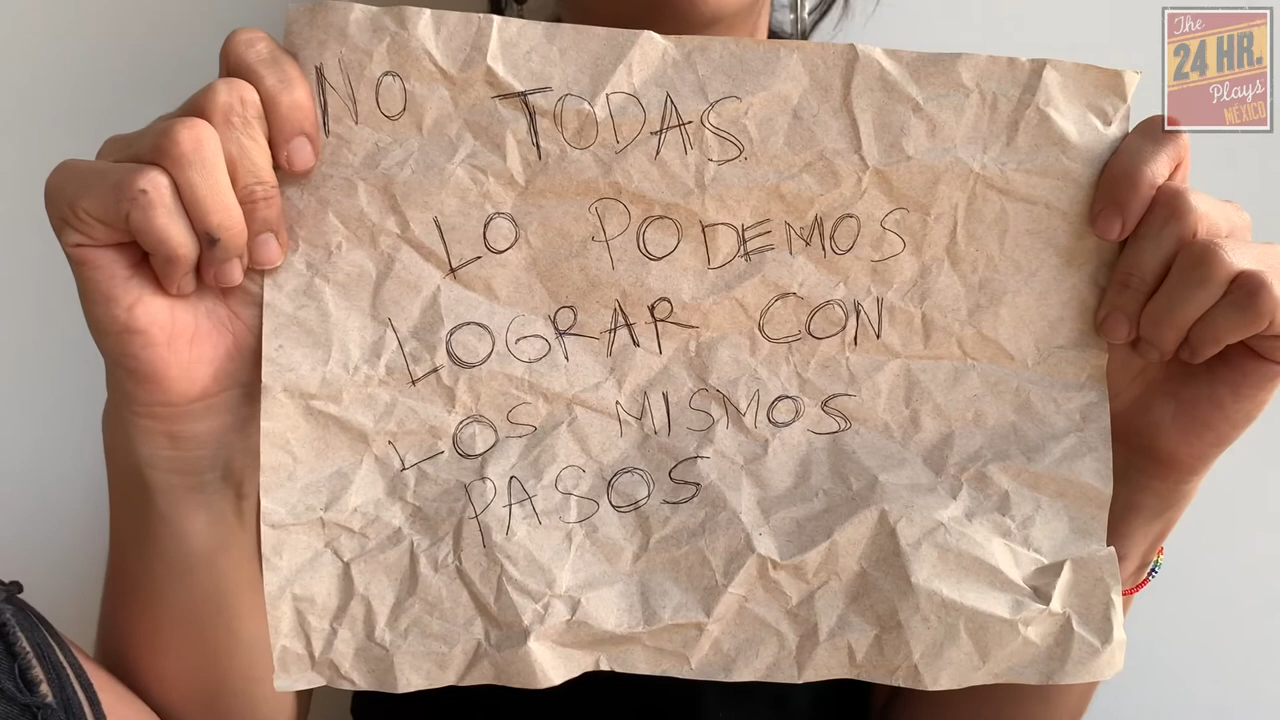 The
24 HR.
Plays
MÉXICO
NO TODAS
LO PODEMOS
LOGRAR CON
LOS MISMOS
PASOS